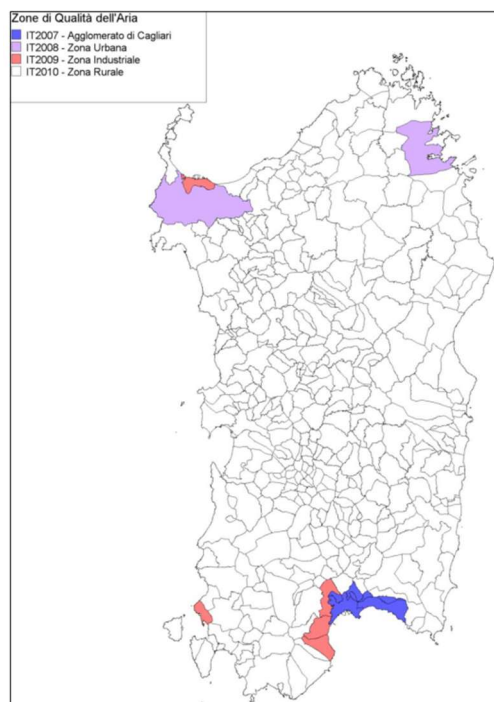 Zone di Qualità dell'Aria
IT2007 - Agglomerato di Cagliari
IT2008 - Zona Urbana
IT2009 - Zona Industriale
IT2010 - Zona Rurale